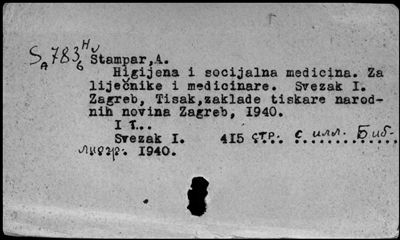 S A 783 H 6
Stampar, A.
Higijena i socijalna medicina. Za
liječnike i medicinare. Svezak I.
Zagreb, Tisak,zaklade tiskare narod-
nih novina Zagreb, 1940.
I т...
Svezak I. 415 стр.. с илл. Биб-
лиогр. 1940.